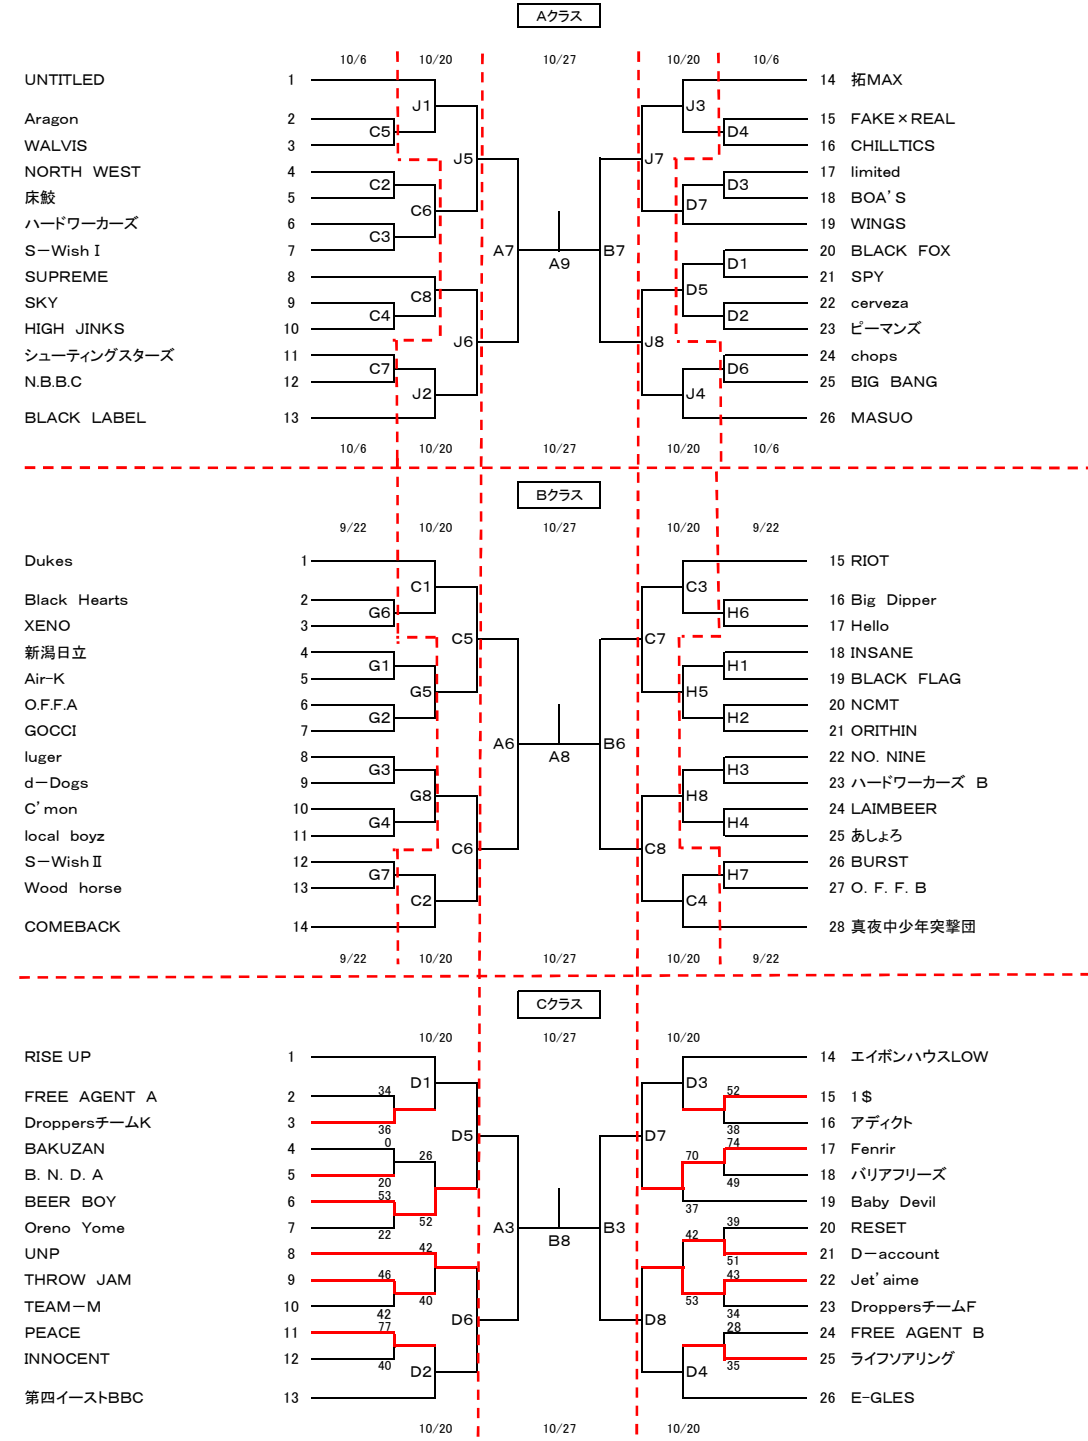 Aクラス
10/6 10/20 10/27 10/20 10/6
UNTITLED 1 14 拓MAX
J1 J3
Aragon 2 15 FAKE×REAL
C5 D4
WALVIS 3 16 CHILLTICS
J5 J7
NORTH WEST 4 17 limited
C2 D3
床鮫 5 18 BOA'S
C6 D7
ハードワーカーズ 6 19 WINGS
C3
S－WishⅠ 7 A7 B7 20 BLACK FOX
A9 D1
SUPREME 8 21 SPY
C8 D5
SKY 9 22 cerveza
C4 D2
HIGH JINKS 10 23 ピーマンズ
J6 J8
シューティングスターズ 11 24 chops
C7 D6
N.B.B.C 12 25 BIG BANG
J2 J4
BLACK LABEL 13 26 MASUO
10/6 10/20 10/27 10/20 10/6
Bクラス
9/22 10/20 10/27 10/20 9/22
Dukes 1 15 RIOT
C1 C3
Black Hearts 2 16 Big Dipper
G6 H6
XENO 3 17 Hello
C5 C7
新潟日立 4 18 INSANE
G1 H1
Air-K 5 19 BLACK FLAG
G5 H5
O.F.F.A 6 20 NCMT
G2 H2
GOCCI 7 21 ORITHIN
A6 B6
luger 8 A8 22 NO. NINE
G3 H3
d－Dogs 9 23 ハードワーカーズ B
G8 H8
C'mon 10 24 LAIMBEER
G4 H4
local boyz 11 25 あしょろ
C6 C8
S－WishⅡ 12 26 BURST
G7 H7
Wood horse 13 27 O. F. F. B
C2 C4
COMEBACK 14 28 真夜中少年突撃団
9/22 10/20 10/27 10/20 9/22
Cクラス
10/20 10/27 10/20
RISE UP 1 14 エイボンハウスLOW
D1 D3
34 52
FREE AGENT A 2 15 1＄
DroppersチームK 3 16 アディクト
36 38
D5 D7
0 74
BAKUZAN 4 17 Fenrir
26 70
B. N. D. A 5 18 バリアフリーズ
20 49
53
BEER BOY 6 19 Baby Devil
52 37
Oreno Yome 7 A3 B3 20 RESET
22 39
B8
42 42
UNP 8 21 D－account
51
46 43
THROW JAM 9 22 Jet'aime
40 53
TEAM－M 10 23 DroppersチームF
42 34
D6 D8
77 28
PEACE 11 24 FREE AGENT B
INNOCENT 12 25 ライフソアリング
40 35
D2 D4
第四イーストBBC 13 26 E-GLES
10/20 10/27 10/20